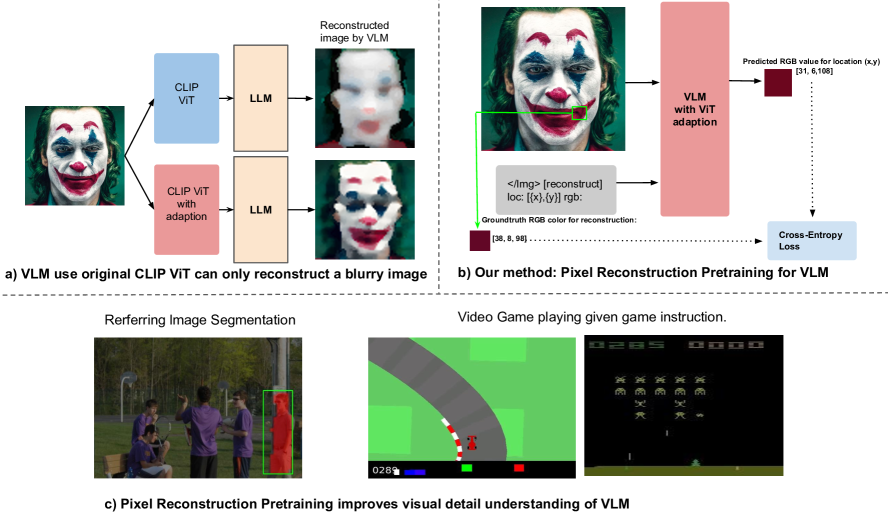 Reconstructed
image by VLM
CLIP
ViT
LLM
CLIP ViT
with
adaption
LLM
a) VLM use original CLIP ViT can only reconstruct a blurry image
Predicted RGB value for location (x,y)
[31, 6,108]
VLM
with ViT
adaption
</Img> [reconstruct]
loc: [{x},{y}] rgb:
Groundtruth RGB color for reconstruction:
[38, 8, 98]
Cross-Entropy
Loss
b) Our method: Pixel Reconstruction Pretraining for VLM
Rerferring Image Segmentation
Video Game playing given game instruction.
0289
0285 0000
c) Pixel Reconstruction Pretraining improves visual detail understanding of VLM